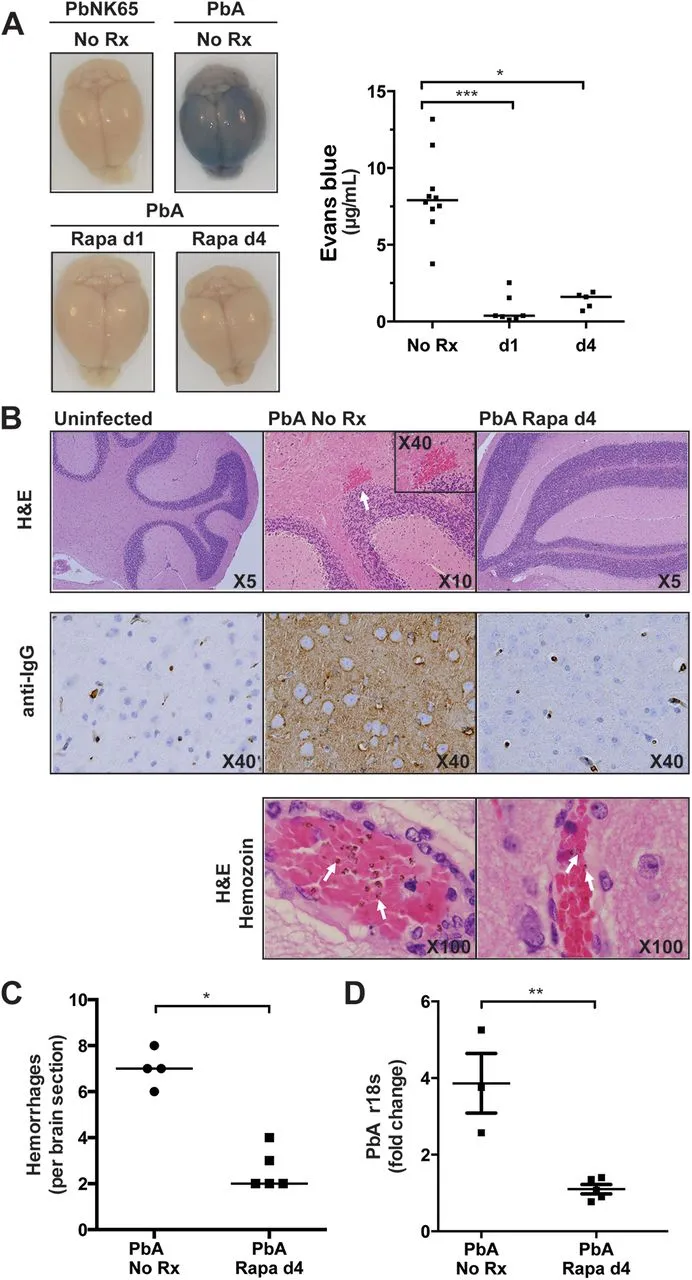 A
PbNK65
PbA
No Rx
No Rx
PbA
Rapa d1
Rapa d4
Evans blue
(µg/mL)
15
10
5
0
*
***
No Rx
d1
d4
B
Uninfected
PbA No Rx
PbA Rapa d4
H&E
X5
X40
X10
X5
anti-IgG
X40
X40
X40
H&E
Hemozoin
X100
X100
C
Hemorrhages
(per brain section)
10
8
6
4
2
0
*
PbA
No Rx
PbA
Rapa d4
D
PbA r18s
(fold change)
6
4
2
0
**
PbA
No Rx
PbA
Rapa d4